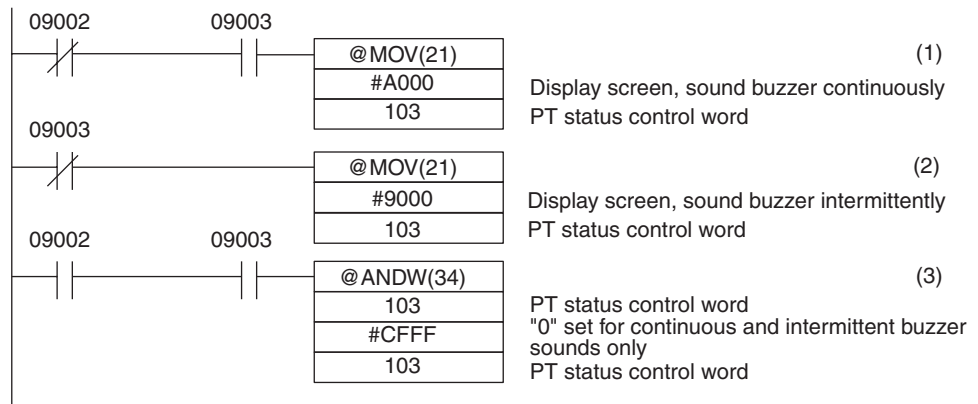 09002 09003
@MOV(21) (1)
#A000 Display screen, sound buzzer continuously
103 PT status control word
09003
@MOV(21) (2)
#9000 Display screen, sound buzzer intermittently
103 PT status control word
09002 09003
@ANDW(34) (3)
103 PT status control word
#CFFF "0" set for continuous and intermittent buzzer
sounds only
103 PT status control word